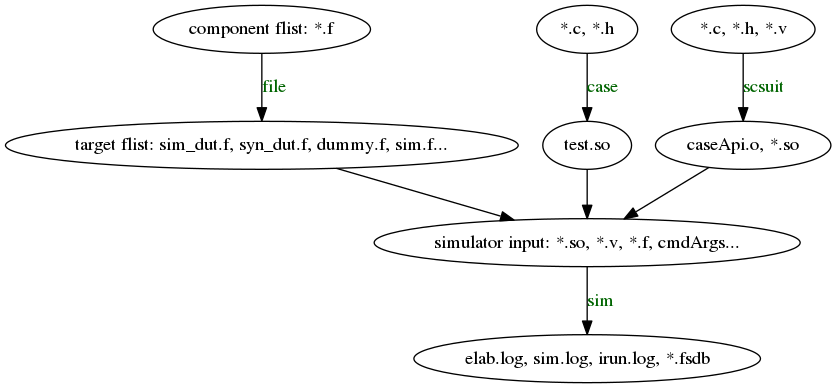 component flist: *.f
*.c, *.h
*.c, *.h, *.v
file
case
scsuit
target flist: sim_dut.f, syn_dut.f, dummy.f, sim.f...
test.so
caseApi.o, *.so
simulator input: *.so, *.v, *.f, cmdArgs...
sim
elab.log, sim.log, irun.log, *.fsdb